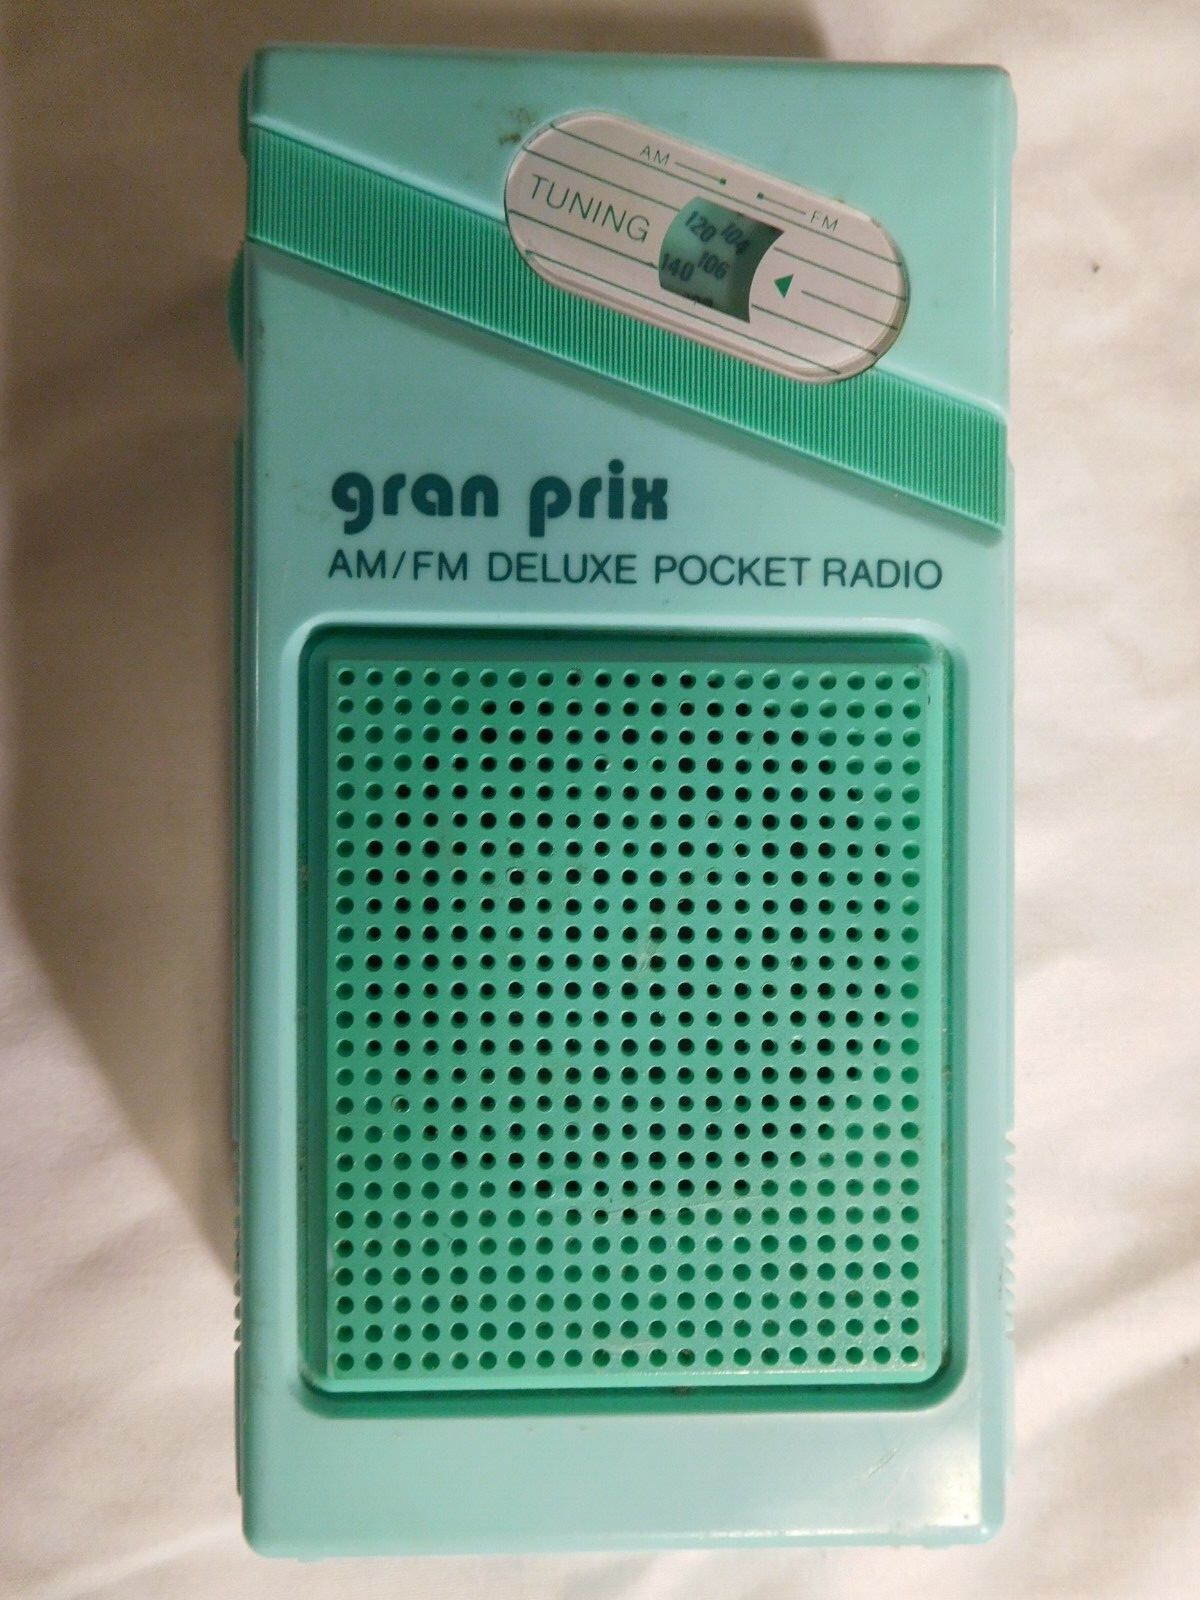 AM
FM
TUNING
120 104
140 106
gran prix
AM/FM DELUXE POCKET RADIO